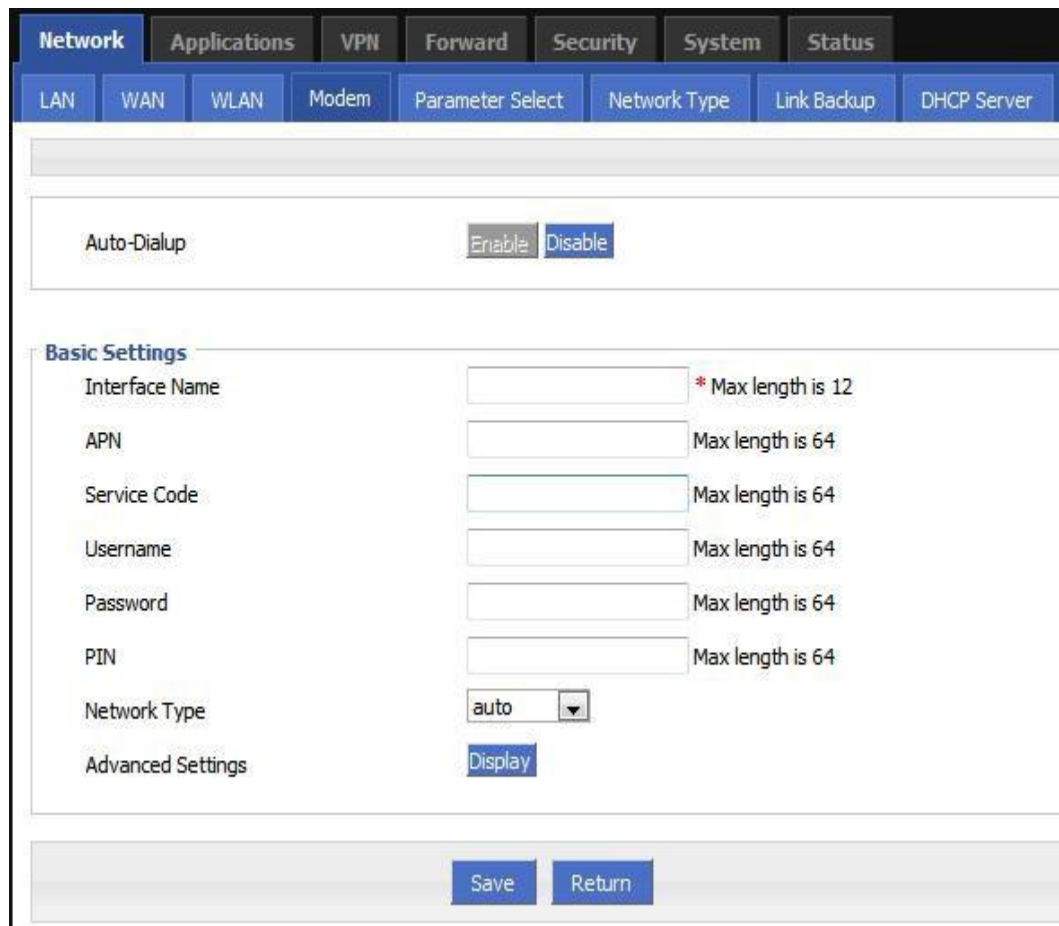 Network Applications VPN Forward Security System Status
LAN WAN WLAN Modem Parameter Select Network Type Link Backup DHCP Server
Auto-Dialup Enable Disable
Basic Settings
Interface Name * Max length is 12
APN Max length is 64
Service Code Max length is 64
Username Max length is 64
Password Max length is 64
PIN Max length is 64
Network Type auto
Advanced Settings Display
Save Return